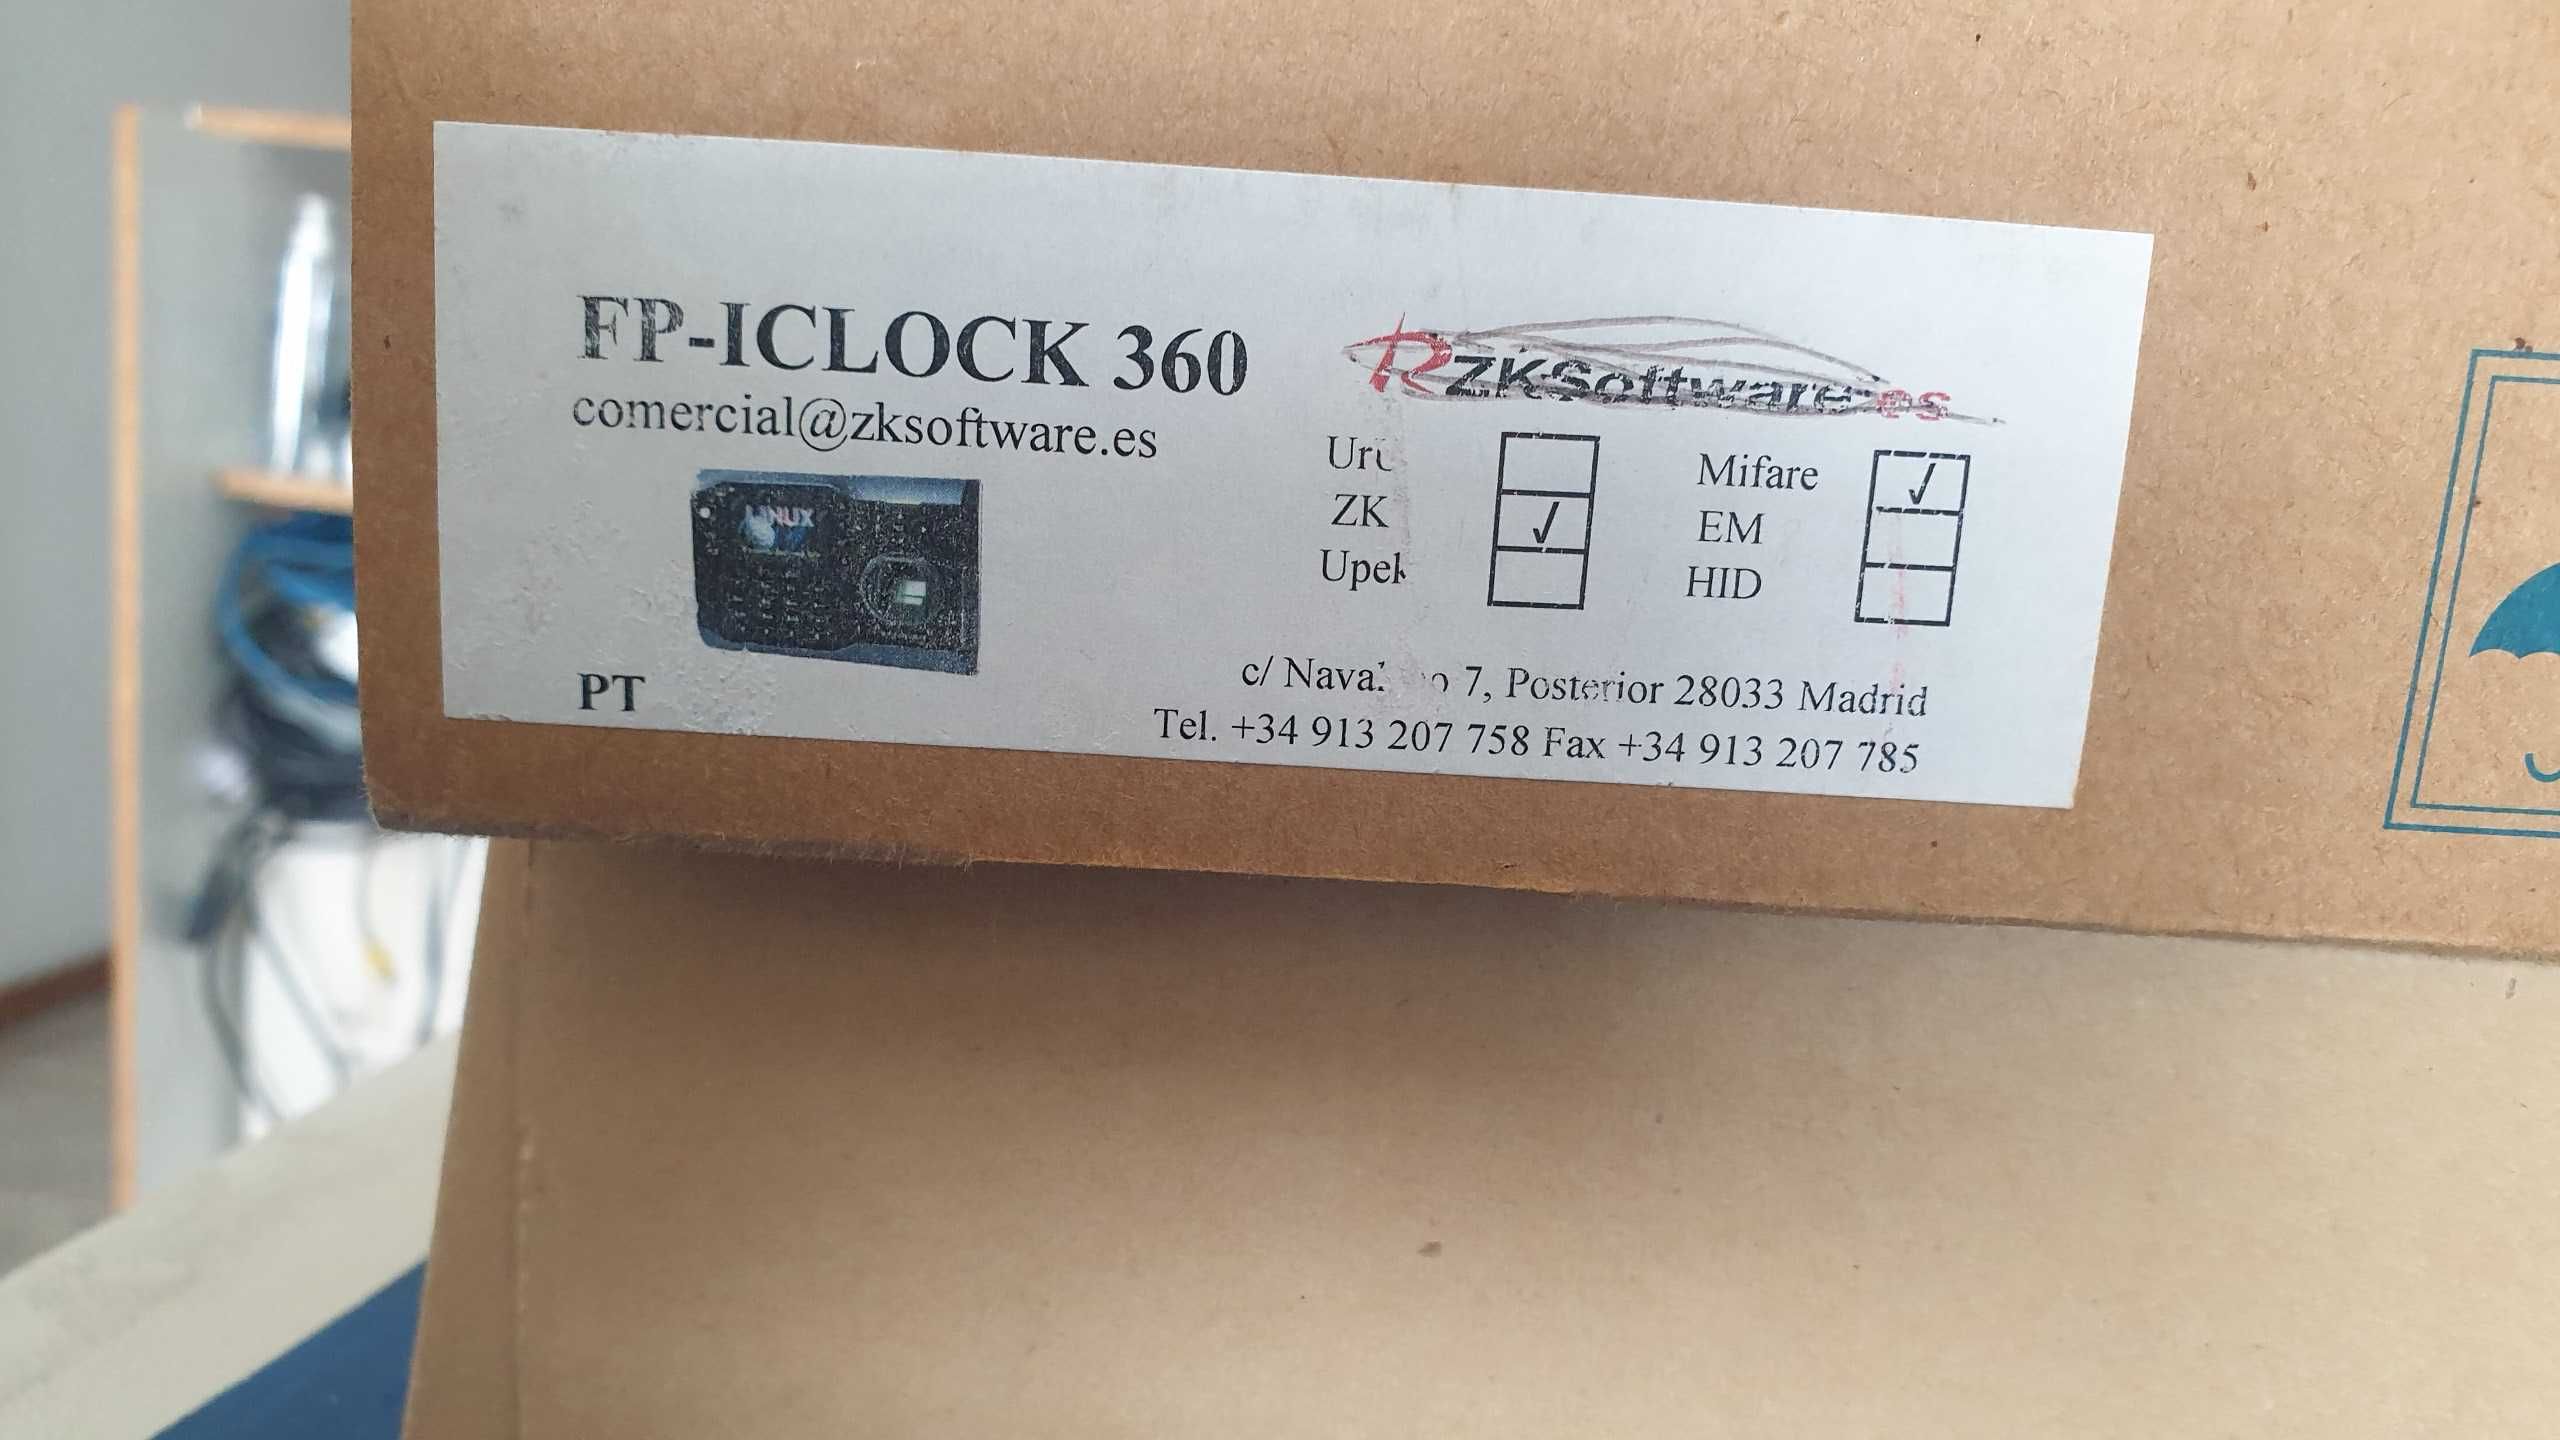 FP-ICLOCK 360
comercial@zksoftware.es
ZKSoftware.es
LINUX
ZK ✓
Mifare ✓
EM
HID
PT
c/ 7, Posterior 28033 Madrid
Tel. +34 913 207 758 Fax +34 913 207 785